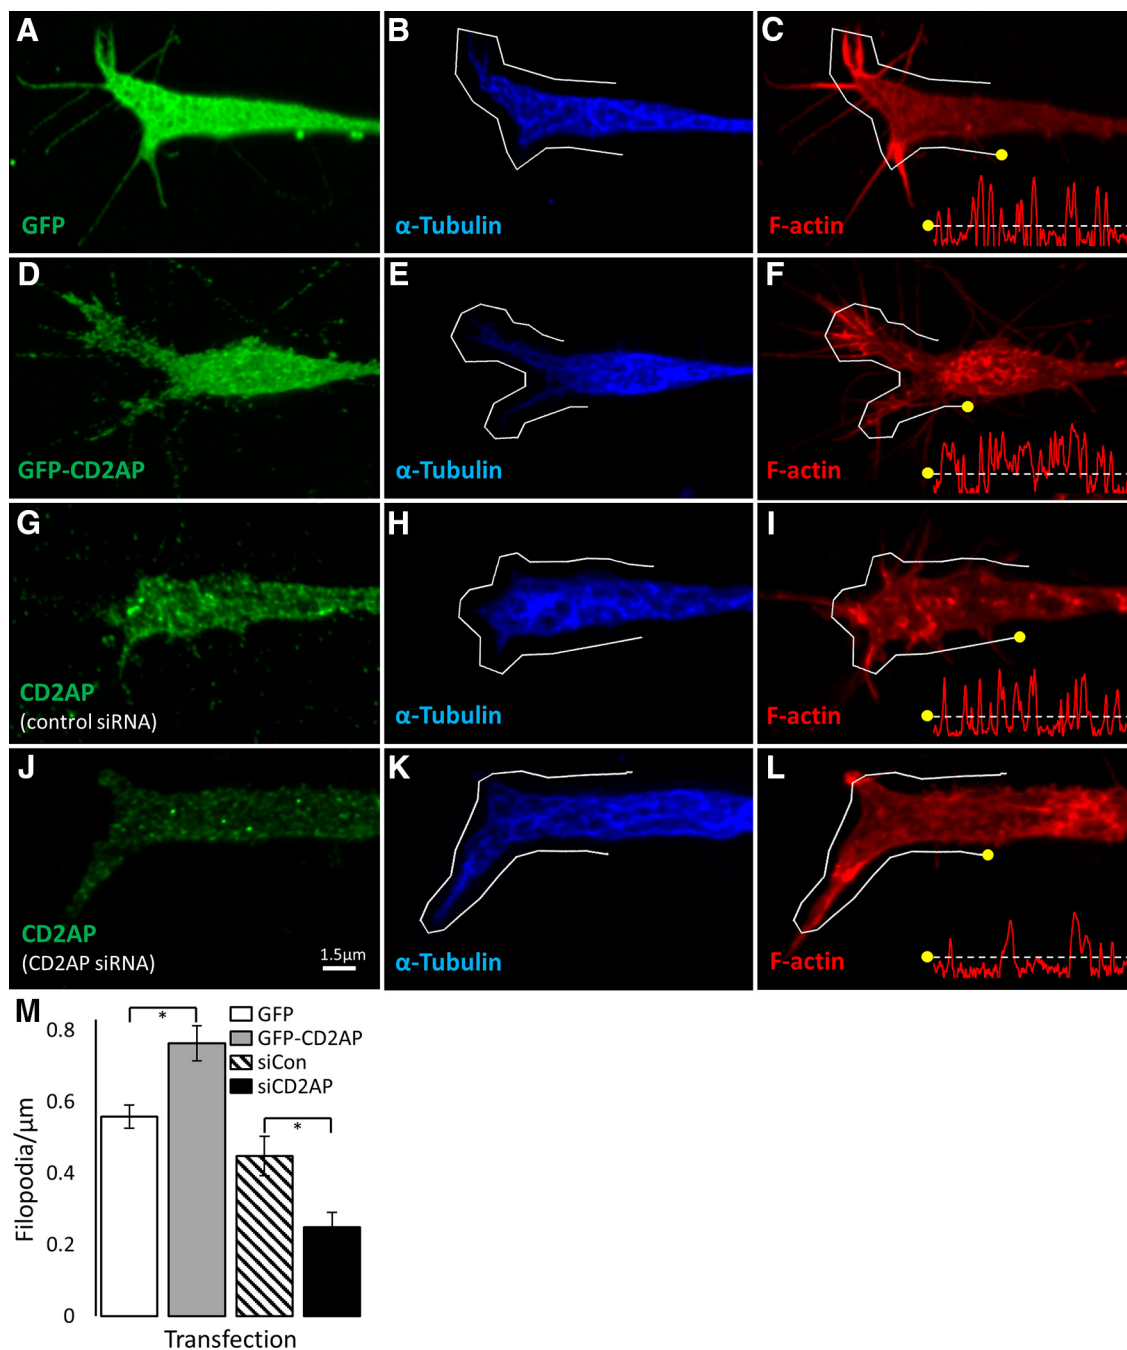 A
B
C
GFP
α-Tubulin
F-actin
D
E
F
GFP-CD2AP
α-Tubulin
F-actin
G
H
I
CD2AP
(control siRNA)
α-Tubulin
F-actin
J
K
L
CD2AP
(CD2AP siRNA)
1.5μm
α-Tubulin
F-actin
M
*
GFP
GFP-CD2AP
siCon
siCD2AP
*
0.8
0.6
0.4
0.2
0
Filopodia/μm
Transfection